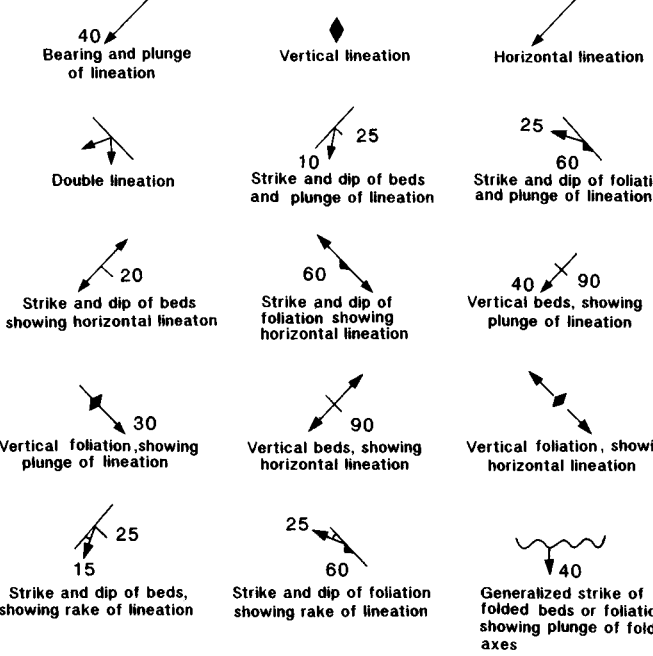 40
Bearing and plunge
of lineation
Vertical lineation
Horizontal lineation
Double lineation
25
10
Strike and dip of beds
and plunge of lineation
25
60
Strike and dip of foliati
and plunge of lineation
20
Strike and dip of beds
showing horizontal lineaton
60
Strike and dip of
foliation showing
horizontal lineation
40 90
Vertical beds, showing
plunge of lineation
30
Vertical foliation,showing
plunge of lineation
90
Vertical beds, showing
horizontal lineation
Vertical foliation, showi
horizontal lineation
25
15
Strike and dip of beds,
showing rake of lineation
25
60
Strike and dip of foliation
showing rake of lineation
40
Generalized strike of
folded beds or foliatio
showing plunge of fold
axes